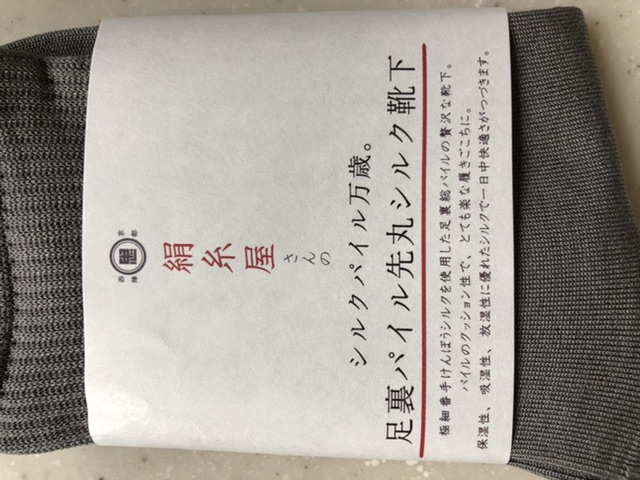 京都
西陣
絹糸屋
さんの
シルクパイル万歳。
足裏パイル先丸シルク靴下
極細番手けんぼうシルクを使用した足裏総パイルの贅沢な靴下。
パイルのクッション性で、とても楽な履きごこちに。
保湿性、吸湿性、放湿性に優れたシルクで一日中快適さがつづきます。